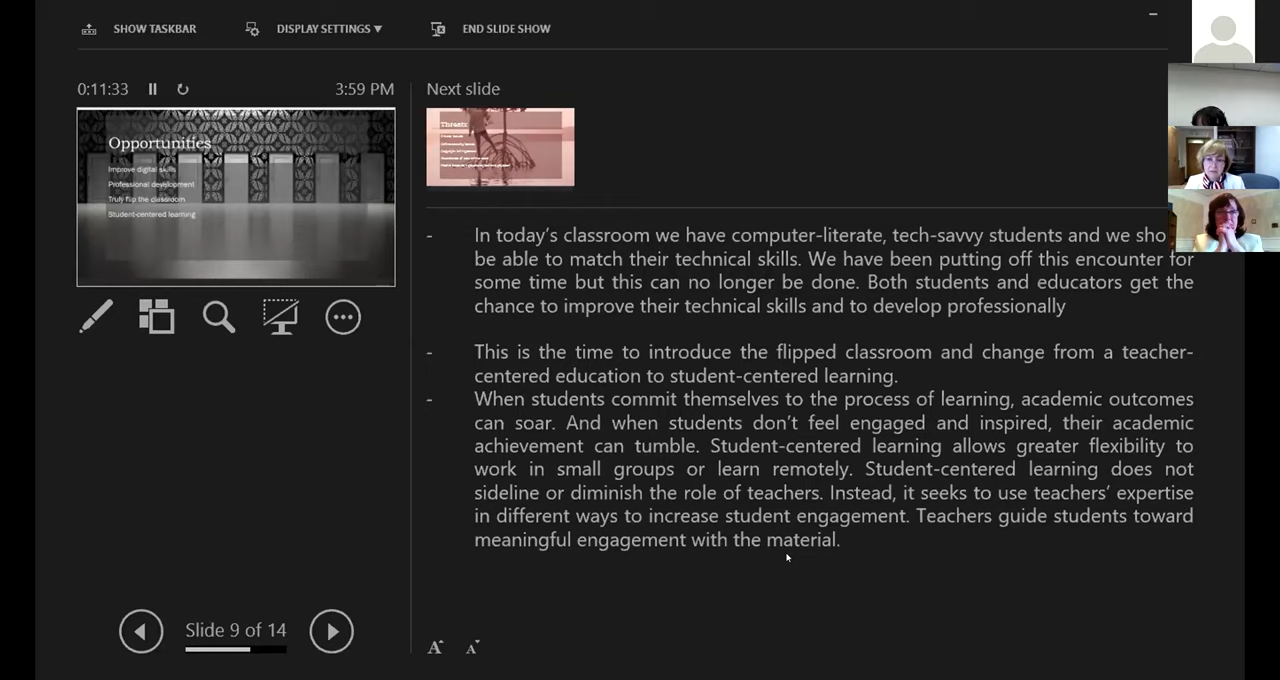 SHOW TASKBAR
DISPLAY SETTINGS ▼
END SLIDE SHOW
0:11:33
3:59 PM
Next slide
Opportunities
Improve digital skills
Professional development
Truly flip the classroom
Student-centered learning
Threats
- In today's classroom we have computer-literate, tech-savvy students and we sho
be able to match their technical skills. We have been putting off this encounter for
some time but this can no longer be done. Both students and educators get the
chance to improve their technical skills and to develop professionally
- This is the time to introduce the flipped classroom and change from a teacher-
centered education to student-centered learning.
- When students commit themselves to the process of learning, academic outcomes
can soar. And when students don't feel engaged and inspired, their academic
achievement can tumble. Student-centered learning allows greater flexibility to
work in small groups or learn remotely. Student-centered learning does not
sideline or diminish the role of teachers. Instead, it seeks to use teachers' expertise
in different ways to increase student engagement. Teachers guide students toward
meaningful engagement with the material.
Slide 9 of 14
A A